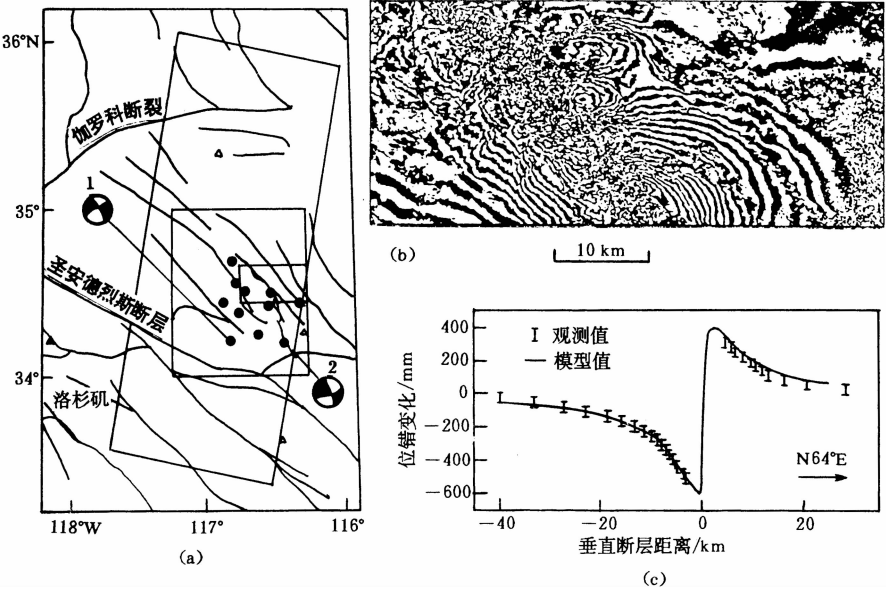 36°N
伽罗科断裂
1
35°
圣安德烈斯断层
34°
洛杉矶
2
118°W
117°
116°
(a)
(b)
10 km
400
200
0
−200
−400
−600
位错变化/mm
观测值
模型值
N64°E
−40
−20
0
20
垂直断层距离/km
(c)